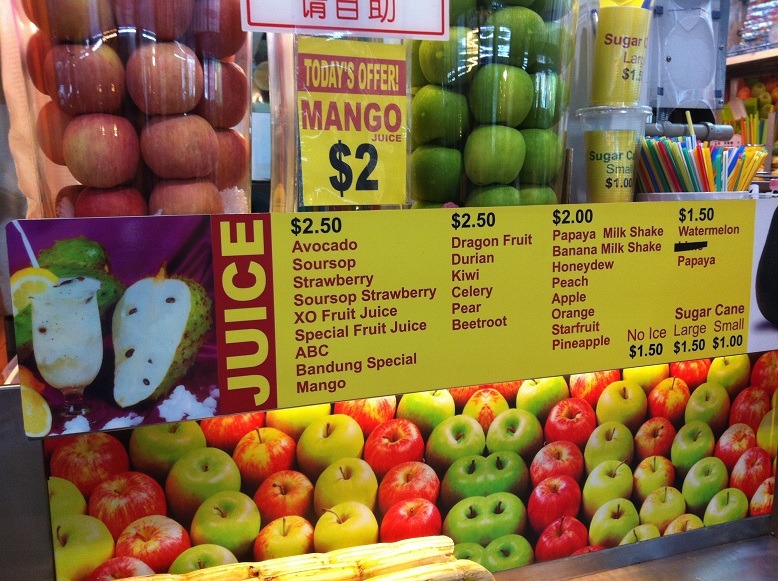 请自助
TODAY'S OFFER!
MANGO
JUICE
$2
Sugar
$1.
Sugar
Small
$1.00
JUICE
$2.50
Avocado
Soursop
Strawberry
Soursop Strawberry
XO Fruit Juice
Special Fruit Juice
ABC
Bandung Special
Mango
$2.50
Dragon Fruit
Durian
Kiwi
Celery
Pear
Beetroot
$2.00
Papaya Milk Shake
Banana Milk Shake
Honeydew
Peach
Apple
Orange
Starfruit
Pineapple
$1.50
Watermelon
Papaya
Sugar Cane
No Ice Large Small
$1.50 $1.50 $1.00